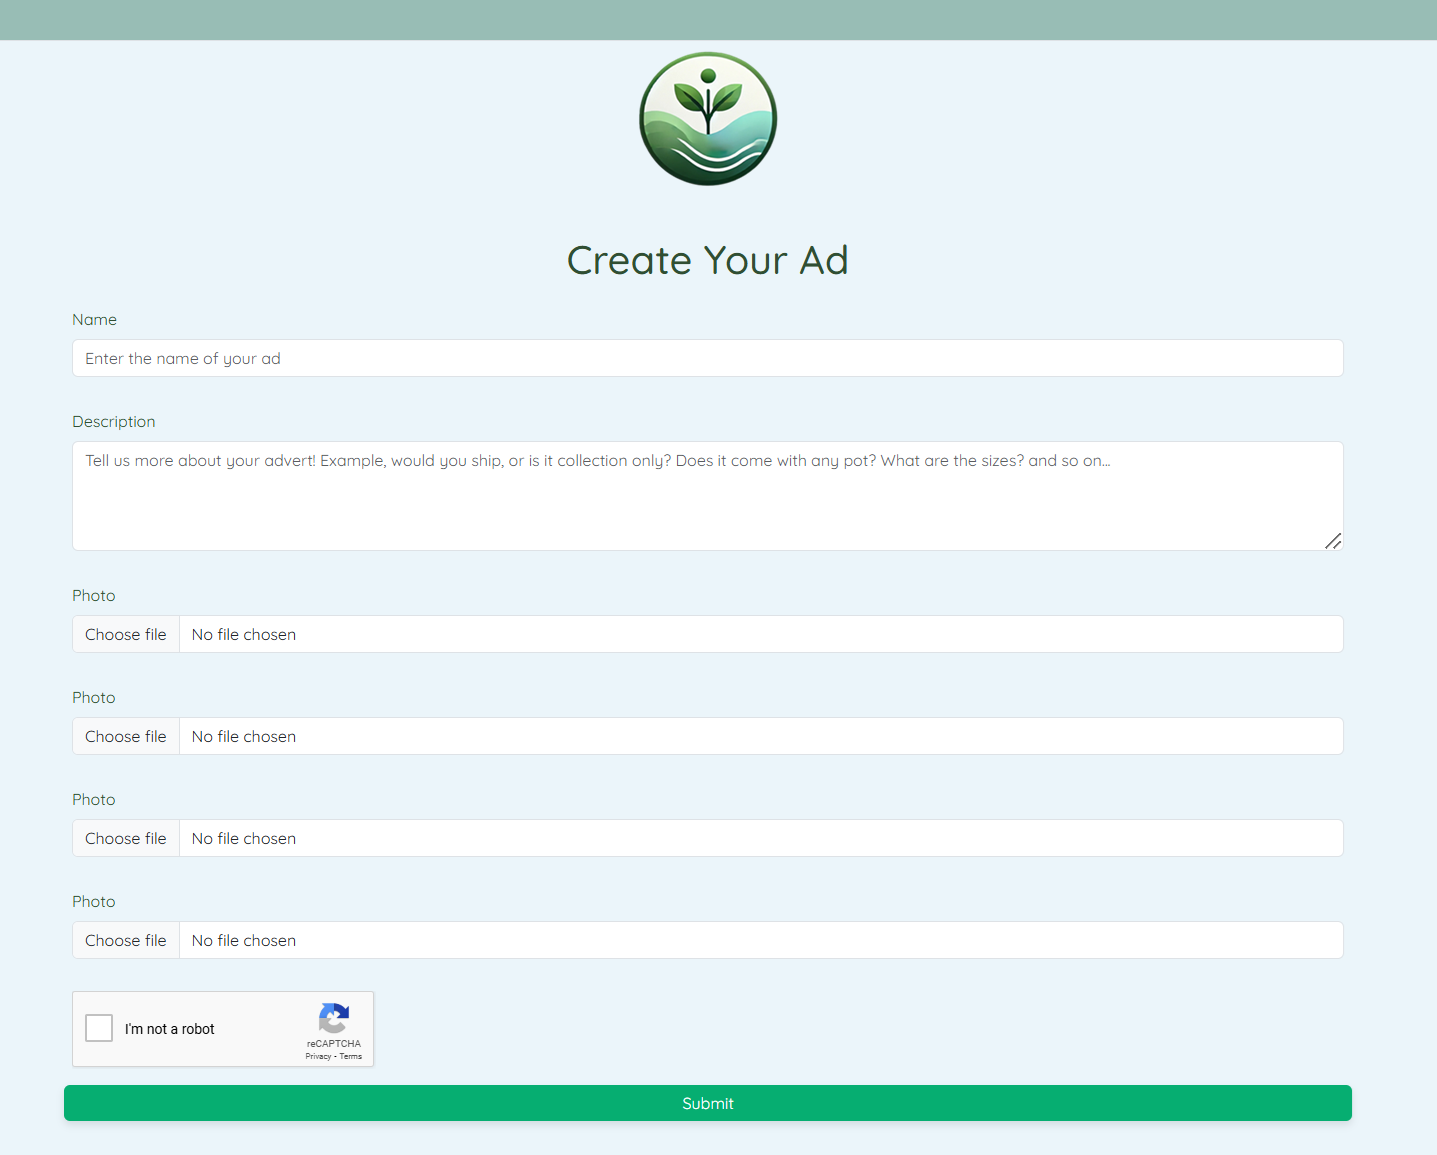 Create Your Ad
Name
Enter the name of your ad
Description
Tell us more about your advert! Example, would you ship, or is it collection only? Does it come with any pot? What are the sizes? and so on...
Photo
Choose file No file chosen
Photo
Choose file No file chosen
Photo
Choose file No file chosen
Photo
Choose file No file chosen
I'm not a robot
reCAPTCHA
Privacy - Terms
Submit